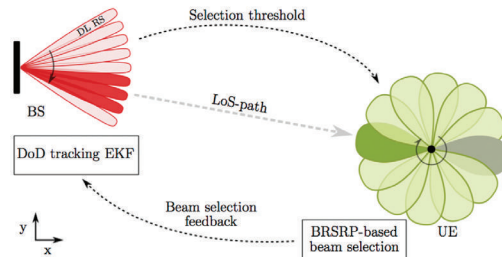 Selection threshold
DL RS
BS
LoS-path
DoD tracking EKF
Beam selection
feedback
BRSRP-based
beam selection
UE
y
x